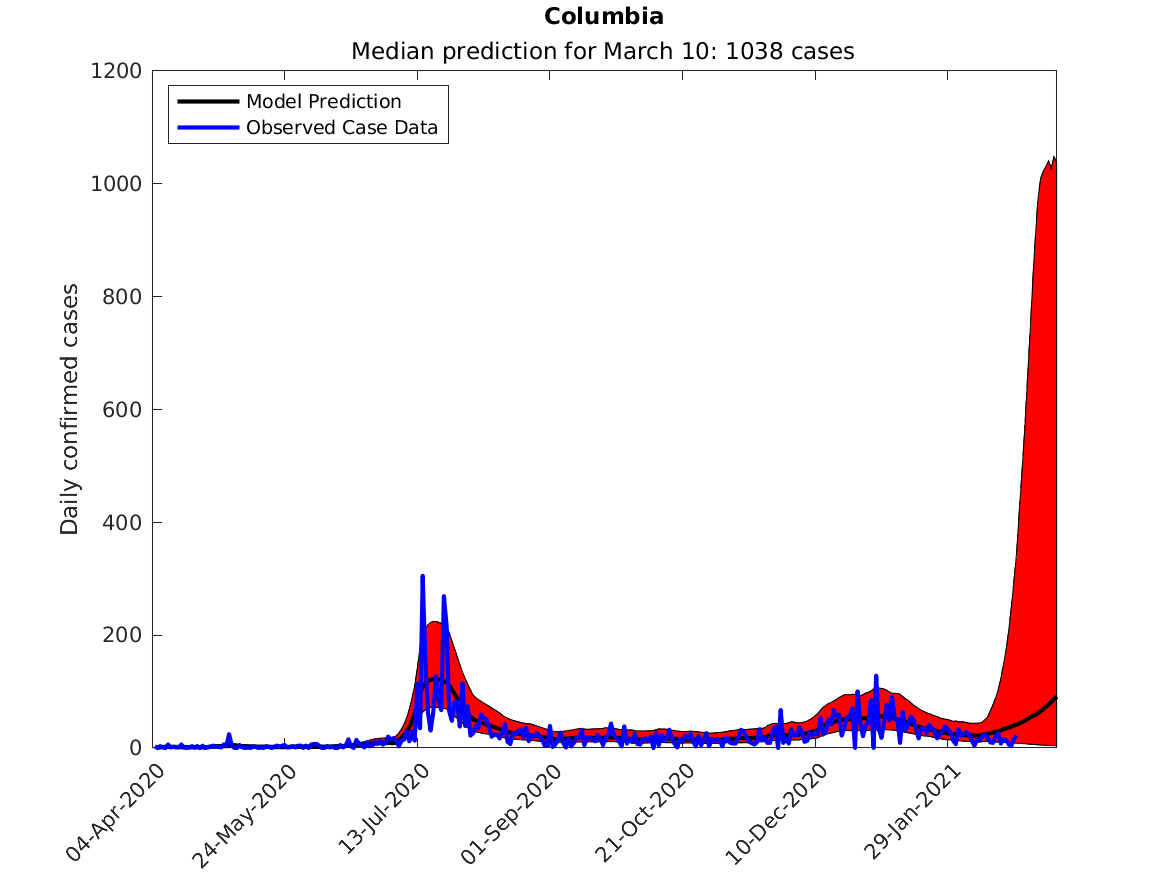 Columbia
Median prediction for March 10: 1038 cases
Model Prediction
Observed Case Data
Daily confirmed cases
1200
1000
800
600
400
200
0
04-Apr-2020
24-May-2020
13-Jul-2020
01-Sep-2020
21-Oct-2020
10-Dec-2020
29-Jan-2021